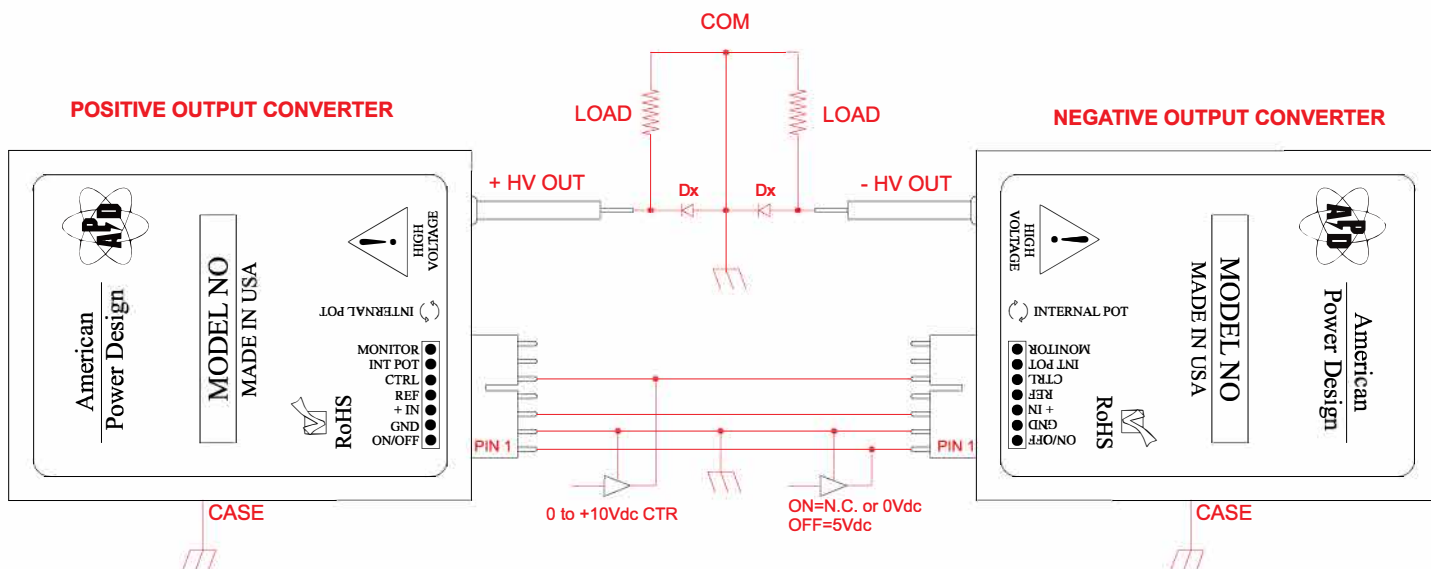 COM
POSITIVE OUTPUT CONVERTER
LOAD
LOAD
NEGATIVE OUTPUT CONVERTER
+ HV OUT
Dx
Dx
- HV OUT
APD
American
Power Design
MODEL NO
MADE IN USA
HIGH
VOLTAGE
INTERNAL POT
MONITOR
INT POT
CTRL
REF
+ IN
GND
ON/OFF
RoHS
PIN 1
CASE
0 to +10Vdc CTR
ON=N.C. or 0Vdc
OFF=5Vdc
HIGH
VOLTAGE
INTERNAL POT
MONITOR
INT POT
CTRL
REF
+ IN
GND
ON/OFF
RoHS
PIN 1
MODEL NO
MADE IN USA
APD
American
Power Design
CASE